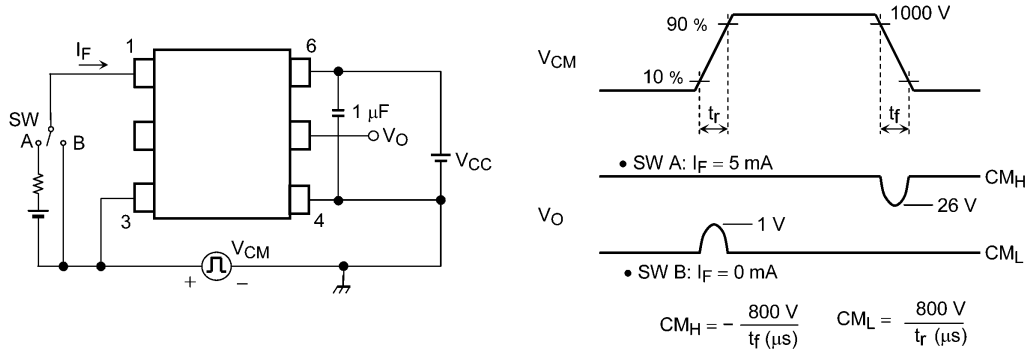 I_F
1
6
SW
A
B
1 μF
V_O
V_CC
3
4
V_CM
+
−
V_CM
90 %
10 %
1000 V
t_r
t_f
• SW A: I_F = 5 mA
CM_H
26 V
V_O
1 V
CM_L
• SW B: I_F = 0 mA
CM_H = − 800 V / t_f (μs)
CM_L = 800 V / t_r (μs)